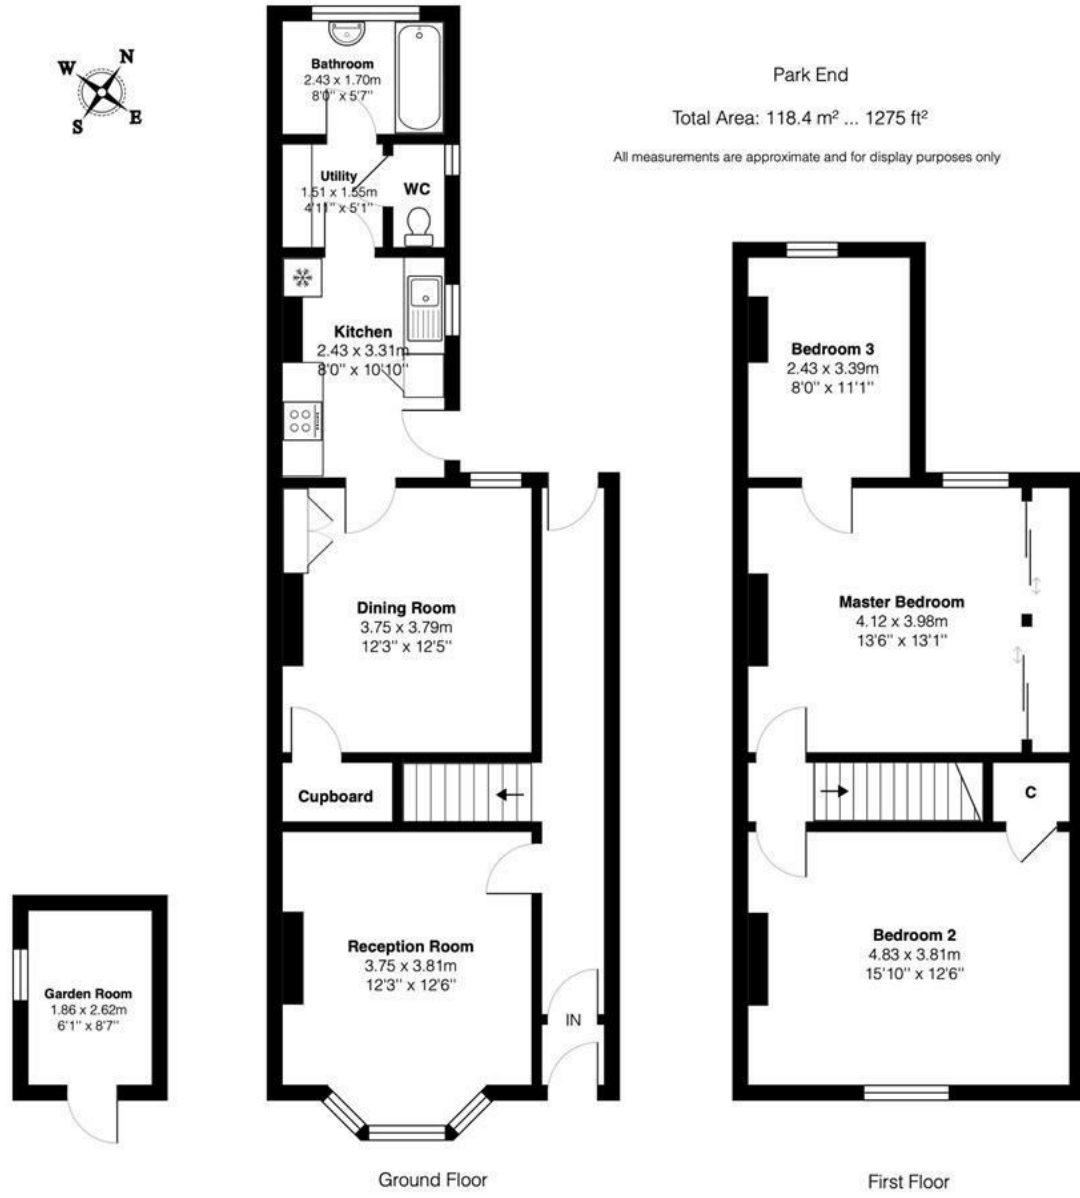 W
N
S
E
Park End
Total Area: 118.4 m² ... 1275 ft²
All measurements are approximate and for display purposes only
Bathroom
2.43 x 1.70m
8'0" x 5'7"
Utility
1.51 x 1.55m
4'11" x 5'1"
WC
Kitchen
2.43 x 3.31m
8'0" x 10'10"
Dining Room
3.75 x 3.79m
12'3" x 12'5"
Cupboard
Reception Room
3.75 x 3.81m
12'3" x 12'6"
IN
Garden Room
1.86 x 2.62m
6'1" x 8'7"
Ground Floor
Bedroom 3
2.43 x 3.39m
8'0" x 11'1"
Master Bedroom
4.12 x 3.98m
13'6" x 13'1"
C
Bedroom 2
4.83 x 3.81m
15'10" x 12'6"
First Floor